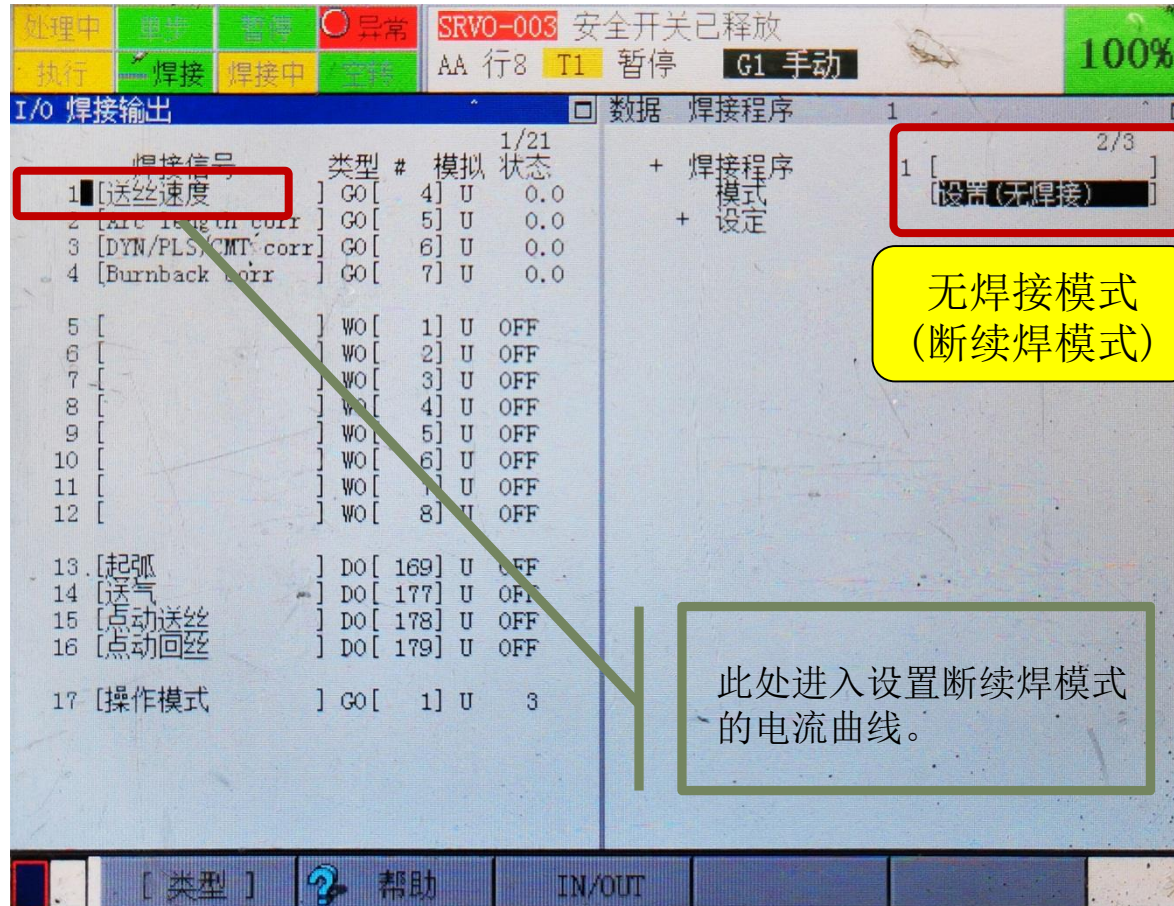 处理中 单步 暂停 异常 SRVO-003 安全开关已释放
执行 焊接 焊接中 空转 AA 行8 T1 暂停 G1 手动 100%
I/O 焊接输出
1/21
焊接信号 类型 # 模拟 状态
1 [送丝速度 ] GO[ 4] U 0.0
2 [Arc length corr ] GO[ 5] U 0.0
3 [DYN/PLS/CMT corr] GO[ 6] U 0.0
4 [Burnback corr ] GO[ 7] U 0.0
5 [ ] WO[ 1] U OFF
6 [ ] WO[ 2] U OFF
7 [ ] WO[ 3] U OFF
8 [ ] WO[ 4] U OFF
9 [ ] WO[ 5] U OFF
10 [ ] WO[ 6] U OFF
11 [ ] WO[ 7] U OFF
12 [ ] WO[ 8] U OFF
13 [起弧 ] DO[ 169] U OFF
14 [送气 ] DO[ 177] U OFF
15 [点动送丝 ] DO[ 178] U OFF
16 [点动回丝 ] DO[ 179] U OFF
17 [操作模式 ] GO[ 1] U 3
数据 焊接程序 1
2/3
+ 焊接程序 1 [ ]
模式 [设置(无焊接) ]
+ 设定
无焊接模式
(断续焊模式)
此处进入设置断续焊模式
的电流曲线。
[ 类型 ] 帮助 IN/OUT